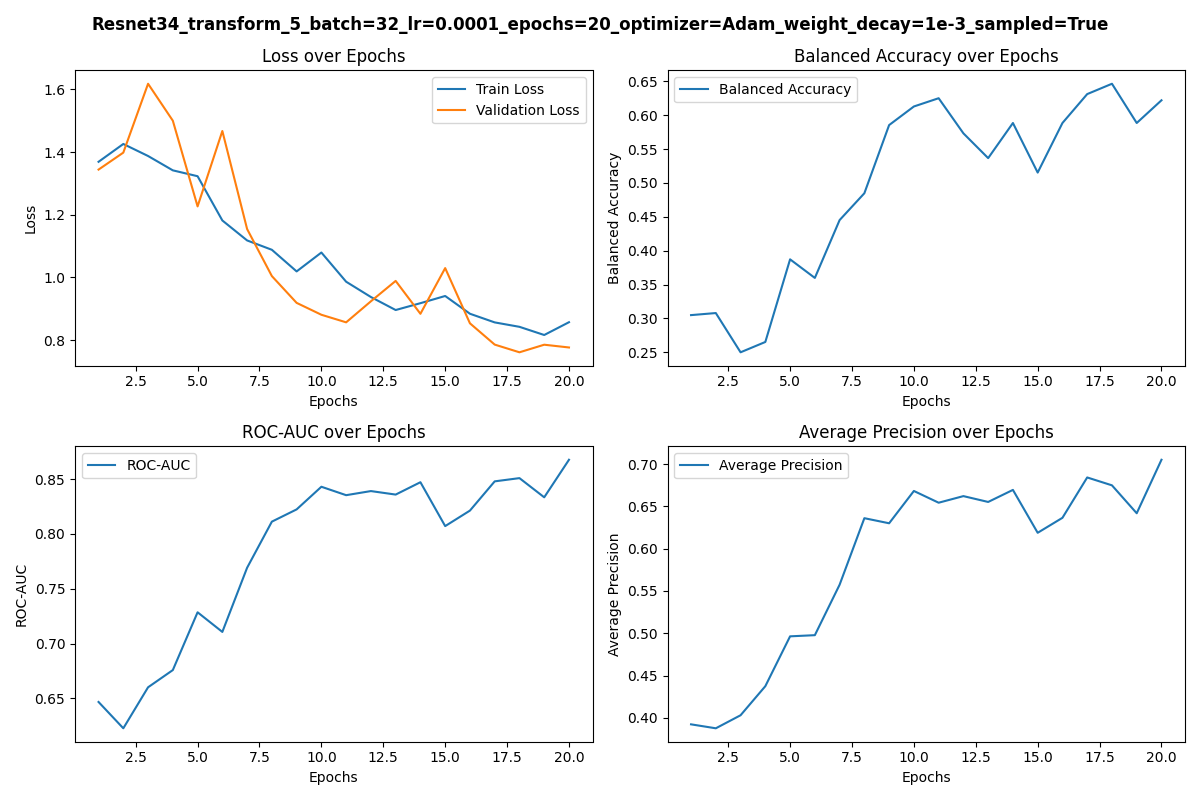 Resnet34_transform_5_batch=32_lr=0.0001_epochs=20_optimizer=Adam_weight_decay=1e-3_sampled=True
Loss over Epochs
Train Loss
Validation Loss
1.6
1.4
1.2
1.0
0.8
Loss
2.5 5.0 7.5 10.0 12.5 15.0 17.5 20.0
Epochs
Balanced Accuracy over Epochs
Balanced Accuracy
0.65
0.60
0.55
0.50
0.45
0.40
0.35
0.30
0.25
Balanced Accuracy
2.5 5.0 7.5 10.0 12.5 15.0 17.5 20.0
Epochs
ROC-AUC over Epochs
ROC-AUC
0.85
0.80
0.75
0.70
0.65
ROC-AUC
2.5 5.0 7.5 10.0 12.5 15.0 17.5 20.0
Epochs
Average Precision over Epochs
Average Precision
0.70
0.65
0.60
0.55
0.50
0.45
0.40
Average Precision
2.5 5.0 7.5 10.0 12.5 15.0 17.5 20.0
Epochs